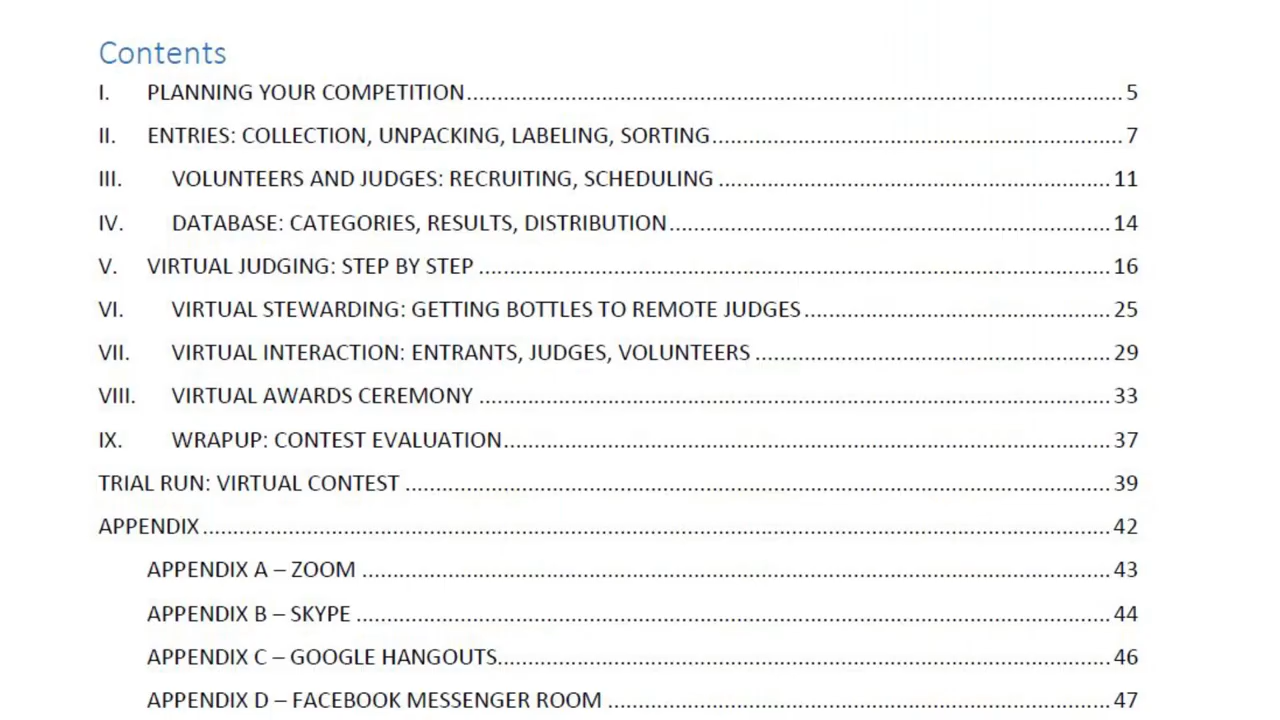 Contents
I. PLANNING YOUR COMPETITION 5
II. ENTRIES: COLLECTION, UNPACKING, LABELING, SORTING 7
III. VOLUNTEERS AND JUDGES: RECRUITING, SCHEDULING 11
IV. DATABASE: CATEGORIES, RESULTS, DISTRIBUTION 14
V. VIRTUAL JUDGING: STEP BY STEP 16
VI. VIRTUAL STEWARDING: GETTING BOTTLES TO REMOTE JUDGES 25
VII. VIRTUAL INTERACTION: ENTRANTS, JUDGES, VOLUNTEERS 29
VIII. VIRTUAL AWARDS CEREMONY 33
IX. WRAPUP: CONTEST EVALUATION 37
TRIAL RUN: VIRTUAL CONTEST 39
APPENDIX 42
APPENDIX A – ZOOM 43
APPENDIX B – SKYPE 44
APPENDIX C – GOOGLE HANGOUTS 46
APPENDIX D – FACEBOOK MESSENGER ROOM 47